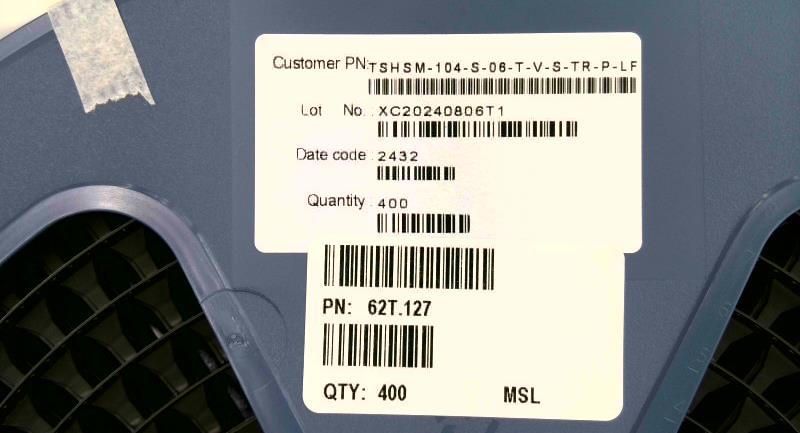 Customer PN: TSHSM-104-S-06-T-V-S-TR-P-LF
Lot No. : XC20240806T1
Date code : 2432
Quantity : 400
PN: 62T.127
QTY: 400 MSL